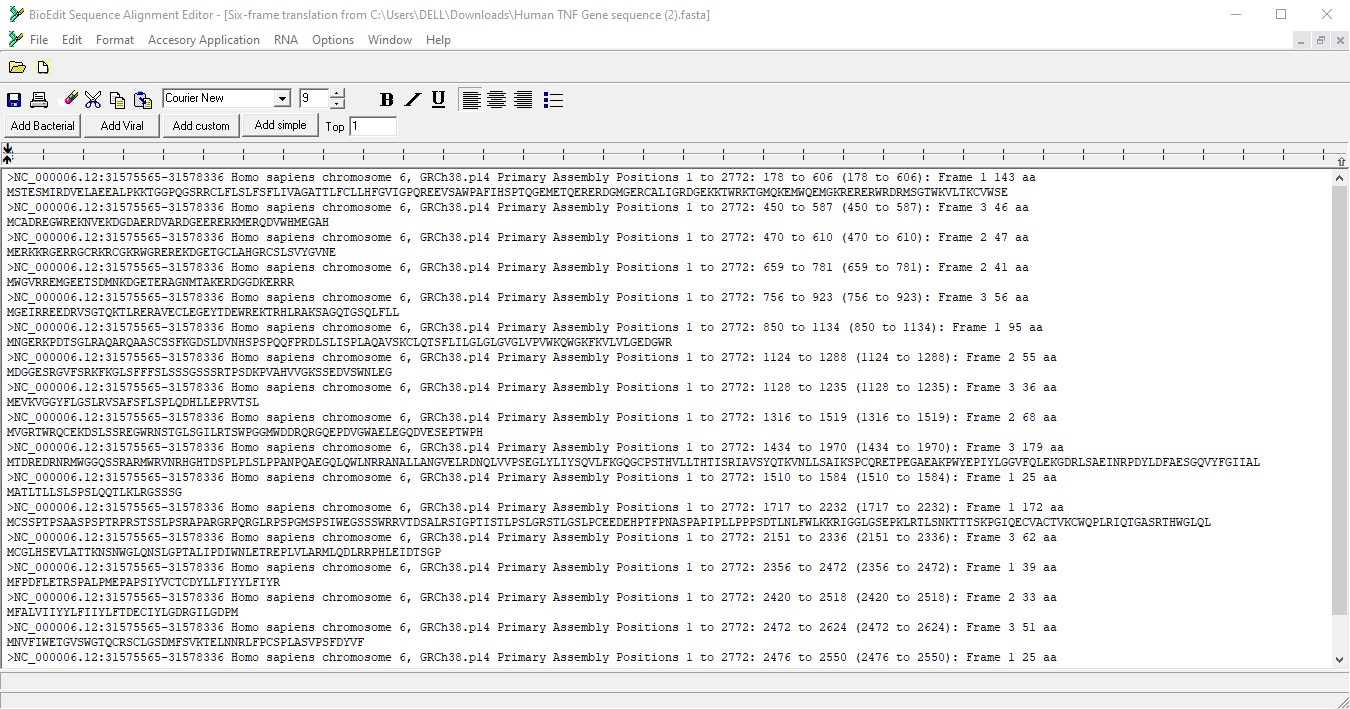 BioEdit Sequence Alignment Editor - [Six-frame translation from C:\Users\DELL\Downloads\Human TNF Gene sequence (2).fasta]
File Edit Format Accesory Application RNA Options Window Help
Courier New 9 B I U
Add Bacterial Add Viral Add custom Add simple Top 1
>NC_000006.12:31575565-31578336 Homo sapiens chromosome 6, GRCh38.p14 Primary Assembly Positions 1 to 2772: 178 to 606 (178 to 606): Frame 1 143 aa
MSTESMIRDVELAEEALPKKTGGPQGSRRCLFLSLFSFLIVAGATTLFCLLHFGVIGPQREEVSAWPAFIHSPTQGEMETQERERDGMGERCALIGRDGEKKTWRKTGMQKEMWQEMGKRERERWRDRMSGTWKVLTKCVWSE
>NC_000006.12:31575565-31578336 Homo sapiens chromosome 6, GRCh38.p14 Primary Assembly Positions 1 to 2772: 450 to 587 (450 to 587): Frame 3 46 aa
MCADREGWREKNVEKDGDAERDVARDGEERERKMERQDVWHMEGAH
>NC_000006.12:31575565-31578336 Homo sapiens chromosome 6, GRCh38.p14 Primary Assembly Positions 1 to 2772: 470 to 610 (470 to 610): Frame 2 47 aa
MERKKRGERRGCRKRCGKRWGREREKDGETGCLAHGRCSLSVYGVNE
>NC_000006.12:31575565-31578336 Homo sapiens chromosome 6, GRCh38.p14 Primary Assembly Positions 1 to 2772: 659 to 781 (659 to 781): Frame 2 41 aa
MWGVRREMGEETSDMNKDGETERAGNMTAKERDGGDKERRR
>NC_000006.12:31575565-31578336 Homo sapiens chromosome 6, GRCh38.p14 Primary Assembly Positions 1 to 2772: 756 to 923 (756 to 923): Frame 3 56 aa
MGEIRREEDRVSGTQKTLRERAVECLEGEYTDEWREKTRHLRAKSAGQTGSQLFLL
>NC_000006.12:31575565-31578336 Homo sapiens chromosome 6, GRCh38.p14 Primary Assembly Positions 1 to 2772: 850 to 1134 (850 to 1134): Frame 1 95 aa
MNGERKPDTSGLRAQARQAASCSSFKGDSLDVNHSPSPQQFPRDLSLISPLAQAVSKCLQTSFLILGLGLGVGLVPVWKQWGKFKVLVLGEDGWR
>NC_000006.12:31575565-31578336 Homo sapiens chromosome 6, GRCh38.p14 Primary Assembly Positions 1 to 2772: 1124 to 1288 (1124 to 1288): Frame 2 55 aa
MDGGESRGVFSRKFKGLSFFFSLSSSGSSSRTPSDKPVAHVVGKSSEDVSWNLEG
>NC_000006.12:31575565-31578336 Homo sapiens chromosome 6, GRCh38.p14 Primary Assembly Positions 1 to 2772: 1128 to 1235 (1128 to 1235): Frame 3 36 aa
MEVKVGGYFLGSLRVSAFSFLSPLQDHLLEPRVTSL
>NC_000006.12:31575565-31578336 Homo sapiens chromosome 6, GRCh38.p14 Primary Assembly Positions 1 to 2772: 1316 to 1519 (1316 to 1519): Frame 2 68 aa
MVGRTWRQCEKDSLSSREGWRNSTGLSGILRTSWPGGMWDDRQRGQEPDVGWAELEGQDVESEPTWPH
>NC_000006.12:31575565-31578336 Homo sapiens chromosome 6, GRCh38.p14 Primary Assembly Positions 1 to 2772: 1434 to 1970 (1434 to 1970): Frame 3 179 aa
MTDREDRNRMWGGQSSRARMWRVNRHGHTDSPLPLSLPPANPQAEGQLQWLNRRANALLANGVELRDNQLVVPSEGLYLIYSQVLFKGQGCPSTHVLLTHTISRIAVSYQTKVNLLSAIKSPCQRETPEGAEAKPWYEPIYLGGVFQLEKGDRLSAEINRPDYLDFAESGQVYFGIIAL
>NC_000006.12:31575565-31578336 Homo sapiens chromosome 6, GRCh38.p14 Primary Assembly Positions 1 to 2772: 1510 to 1584 (1510 to 1584): Frame 1 25 aa
MATLTLLSLSPSLQQTLKLRGSSSG
>NC_000006.12:31575565-31578336 Homo sapiens chromosome 6, GRCh38.p14 Primary Assembly Positions 1 to 2772: 1717 to 2232 (1717 to 2232): Frame 1 172 aa
MCSSPTPSAASPSPTRPRSTSSLPSRAPARGRPQRGLRPSPGMSPSIWEGSSSWRRVTDSALRSIGPTISTLPSLGRSTLGSLPCEEDEHPTFPNASPAPIPLLPPPSDTLNLFWLKKRIGGLGSEPKLRTLSNKTTTSKPGIQECVACTVKCWQPLRIQTGASRTHWGLQL
>NC_000006.12:31575565-31578336 Homo sapiens chromosome 6, GRCh38.p14 Primary Assembly Positions 1 to 2772: 2151 to 2336 (2151 to 2336): Frame 3 62 aa
MCGLHSEVLATTKNSNWGLQNSLGPTALIPDIWNLETREPLVLARMLQDLRRPHLEIDTSGP
>NC_000006.12:31575565-31578336 Homo sapiens chromosome 6, GRCh38.p14 Primary Assembly Positions 1 to 2772: 2356 to 2472 (2356 to 2472): Frame 1 39 aa
MFPDFLETRSPALPMEPAPSIYVCTCDYLLFIYYLFIYR
>NC_000006.12:31575565-31578336 Homo sapiens chromosome 6, GRCh38.p14 Primary Assembly Positions 1 to 2772: 2420 to 2518 (2420 to 2518): Frame 2 33 aa
MFALVIIYYLFIIYLFTDECIYLGDRGILGDPM
>NC_000006.12:31575565-31578336 Homo sapiens chromosome 6, GRCh38.p14 Primary Assembly Positions 1 to 2772: 2472 to 2624 (2472 to 2624): Frame 3 51 aa
MNVFIWETGVSWGTQCRSCLGSDMFSVKTELNNRLFPCSPLASVPSFDYVF
>NC_000006.12:31575565-31578336 Homo sapiens chromosome 6, GRCh38.p14 Primary Assembly Positions 1 to 2772: 2476 to 2550 (2476 to 2550): Frame 1 25 aa